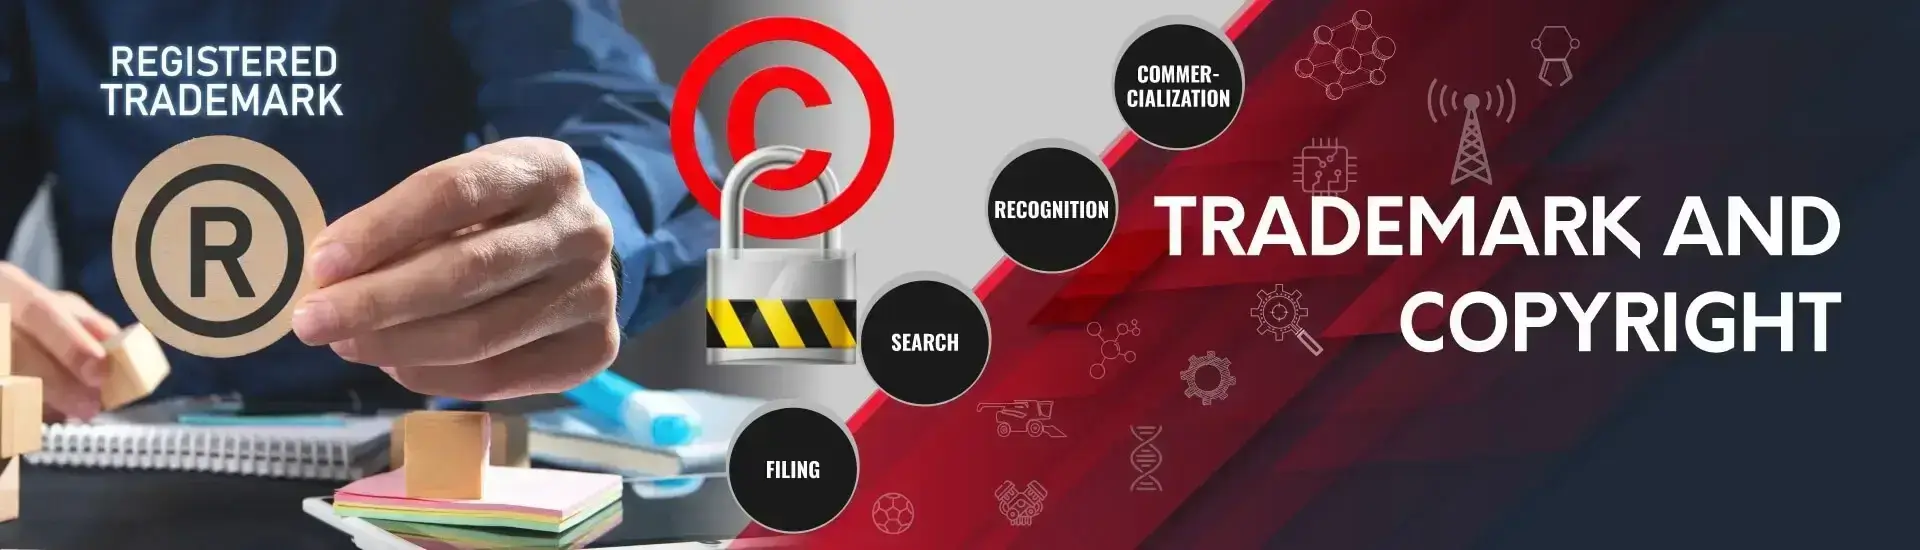 REGISTERED
TRADEMARK
R
C
COMMER-
CIALIZATION
RECOGNITION
SEARCH
FILING
TRADEMARK AND
COPYRIGHT